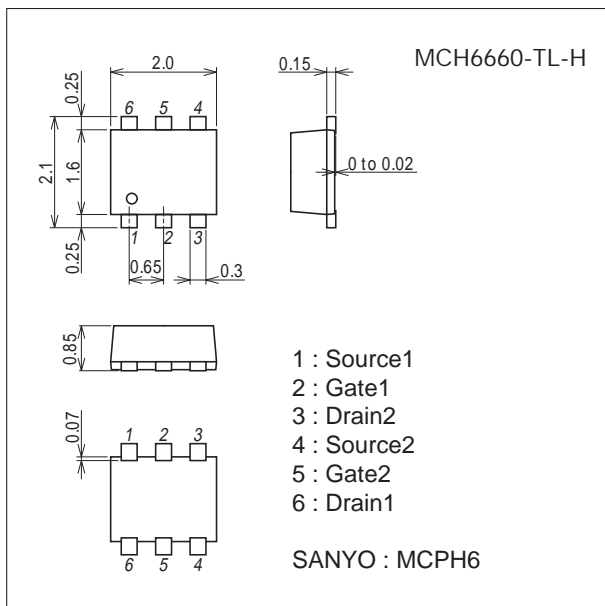 MCH6660-TL-H
2.0
0.15
0.25
6 5 4
2.1
1.6
0 to 0.02
0.25
1 2 3
0.65
0.3
0.85
1 : Source1
2 : Gate1
3 : Drain2
4 : Source2
5 : Gate2
6 : Drain1
0.07
1 2 3
6 5 4
SANYO : MCPH6